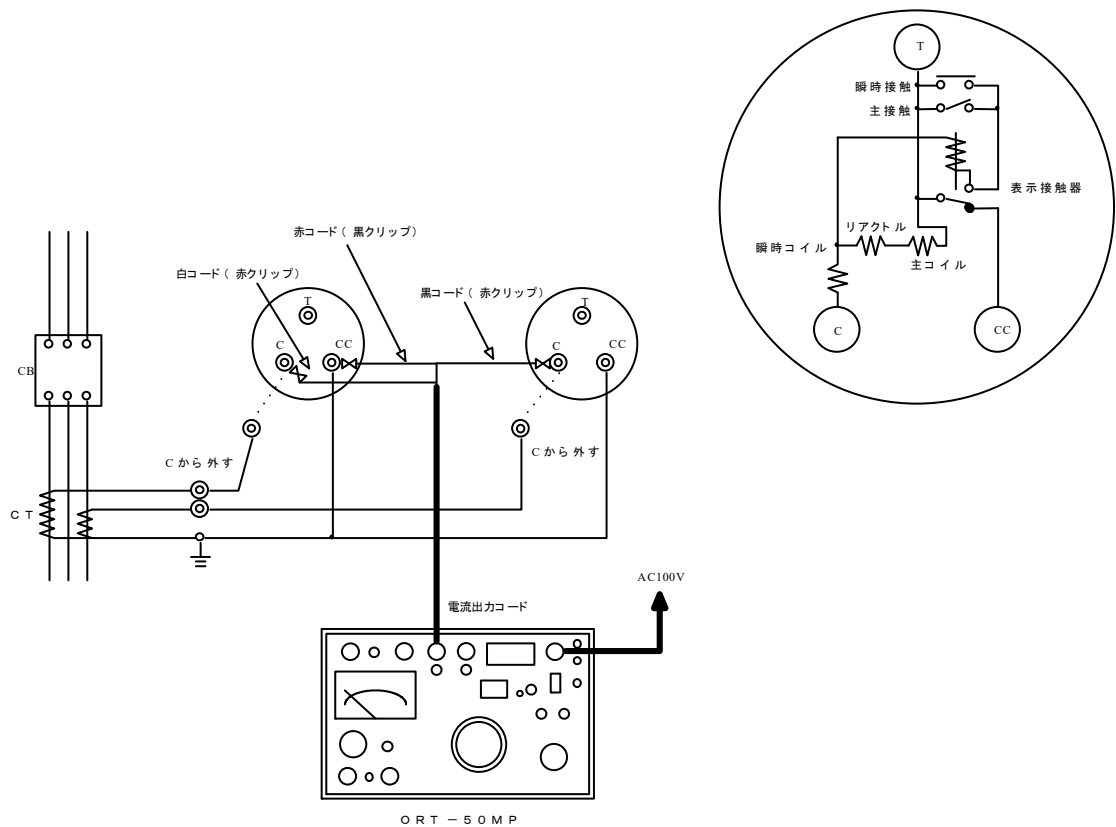 T
瞬時接触
主接触
表示接触器
リアクトル
瞬時コイル
主コイル
C
CC
赤コード(黒クリップ)
白コード(赤クリップ)
黒コード(赤クリップ)
T
C
CC
T
C
CC
CB
Cから外す
Cから外す
CT
AC100V
電流出力コード
ORT-50MP